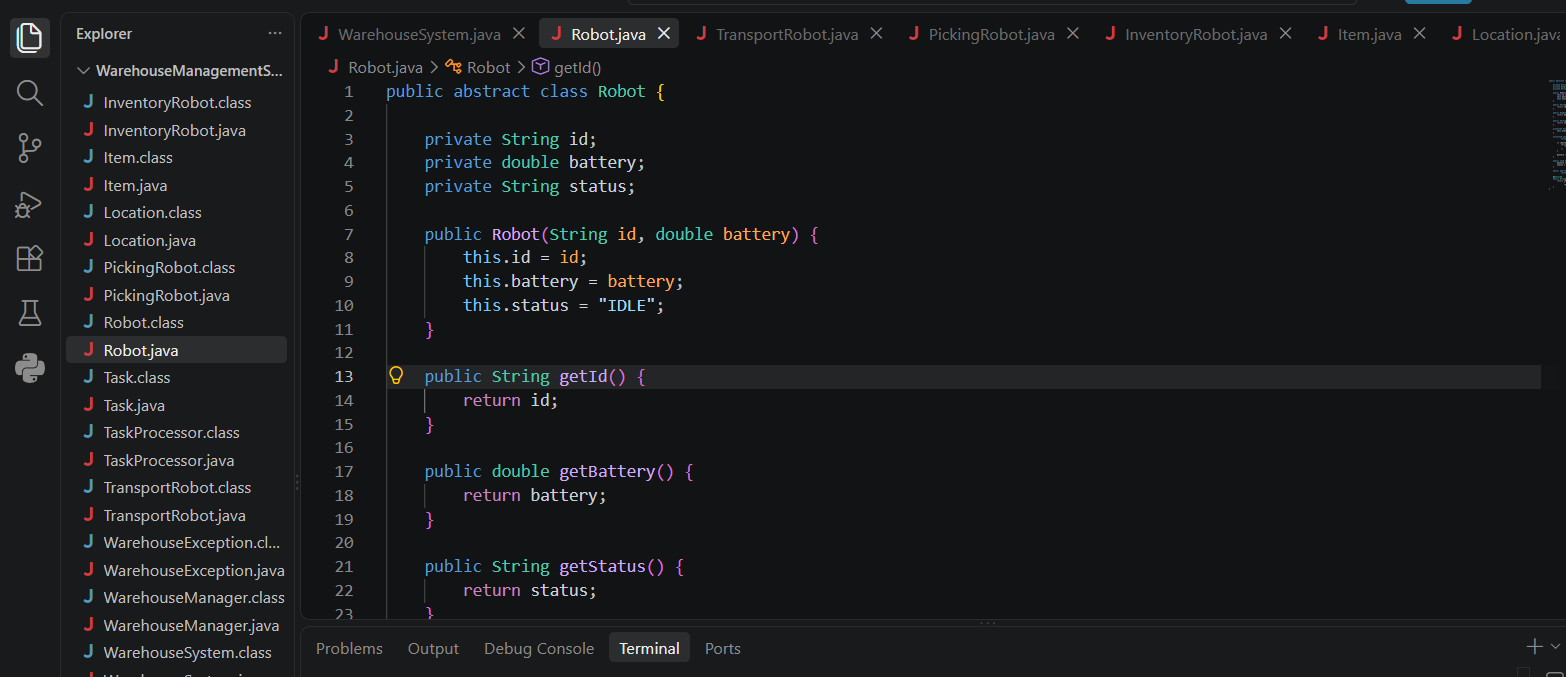 Explorer
WarehouseManagementS...
InventoryRobot.class
InventoryRobot.java
Item.class
Item.java
Location.class
Location.java
PickingRobot.class
PickingRobot.java
Robot.class
Robot.java
Task.class
Task.java
TaskProcessor.class
TaskProcessor.java
TransportRobot.class
TransportRobot.java
WarehouseException.cl...
WarehouseException.java
WarehouseManager.class
WarehouseManager.java
WarehouseSystem.class
WarehouseSystem.java Robot.java TransportRobot.java PickingRobot.java InventoryRobot.java Item.java Location.java
Robot.java > Robot > getId()
1 public abstract class Robot {
2
3 private String id;
4 private double battery;
5 private String status;
6
7 public Robot(String id, double battery) {
8 this.id = id;
9 this.battery = battery;
10 this.status = "IDLE";
11 }
12
13 public String getId() {
14 return id;
15 }
16
17 public double getBattery() {
18 return battery;
19 }
20
21 public String getStatus() {
22 return status;
23 }
Problems Output Debug Console Terminal Ports